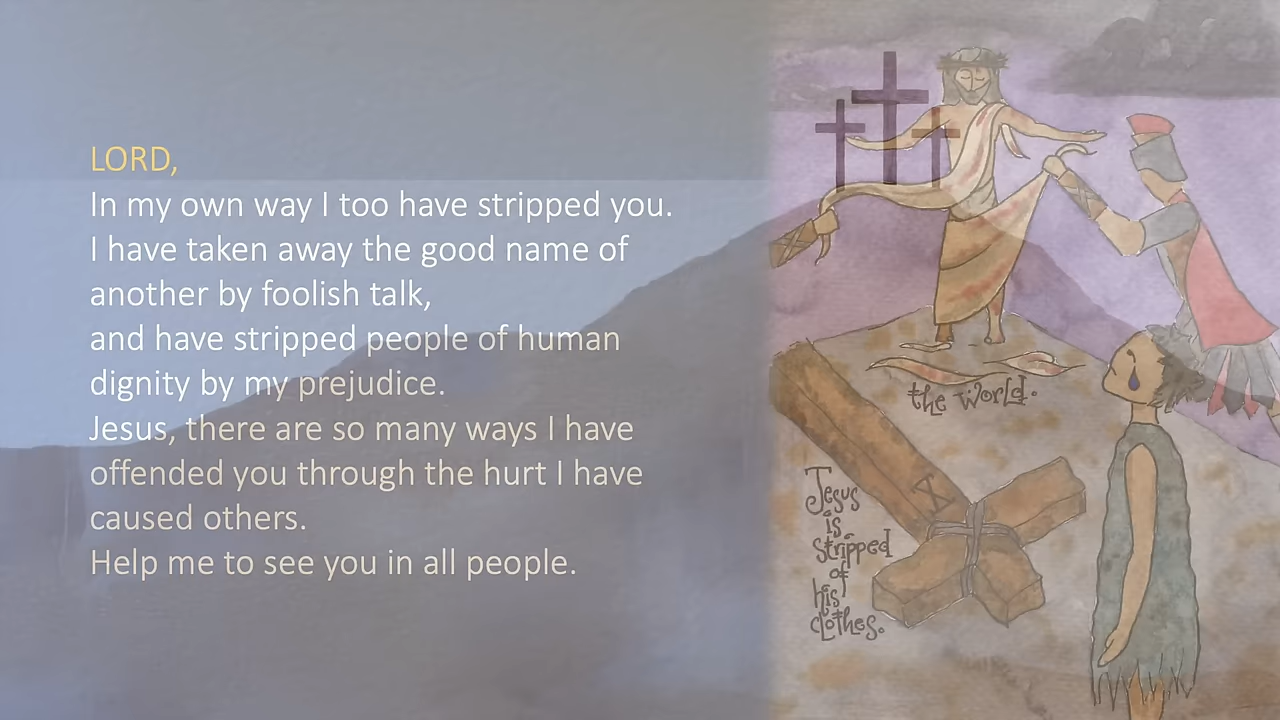 LORD,
In my own way I too have stripped you.
I have taken away the good name of
another by foolish talk,
and have stripped people of human
dignity by my prejudice.
Jesus, there are so many ways I have
offended you through the hurt I have
caused others.
Help me to see you in all people.
the world.
X
Jesus
is
stripped
of
his
clothes.